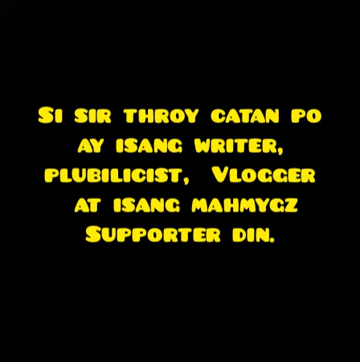 Si sir throy catan po
ay isang writer,
plubilicist, Vlogger
at isang mahmygz
Supporter din.